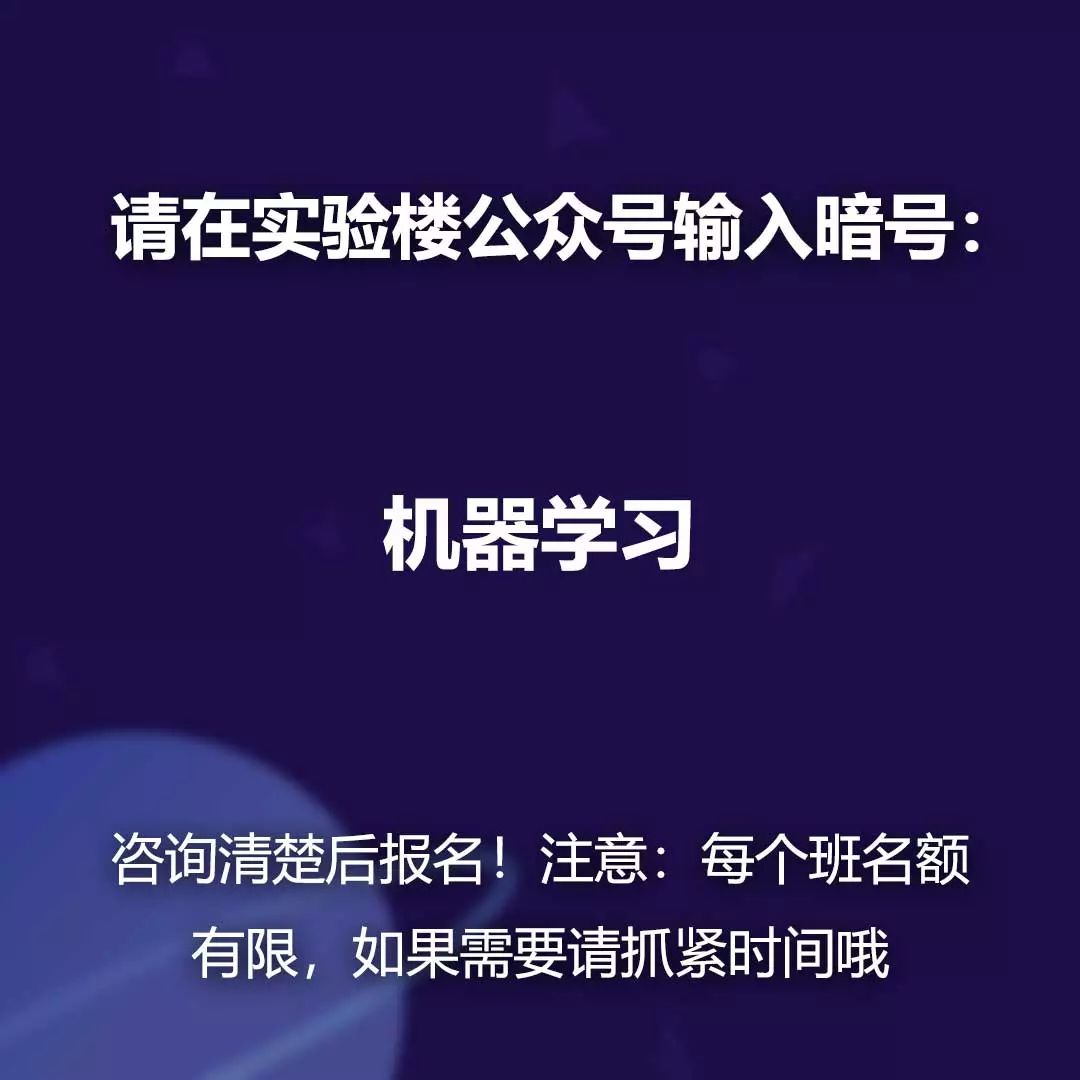 请在实验楼公众号输入暗号：
机器学习
咨询清楚后报名！注意：每个班名额
有限，如果需要请抓紧时间哦